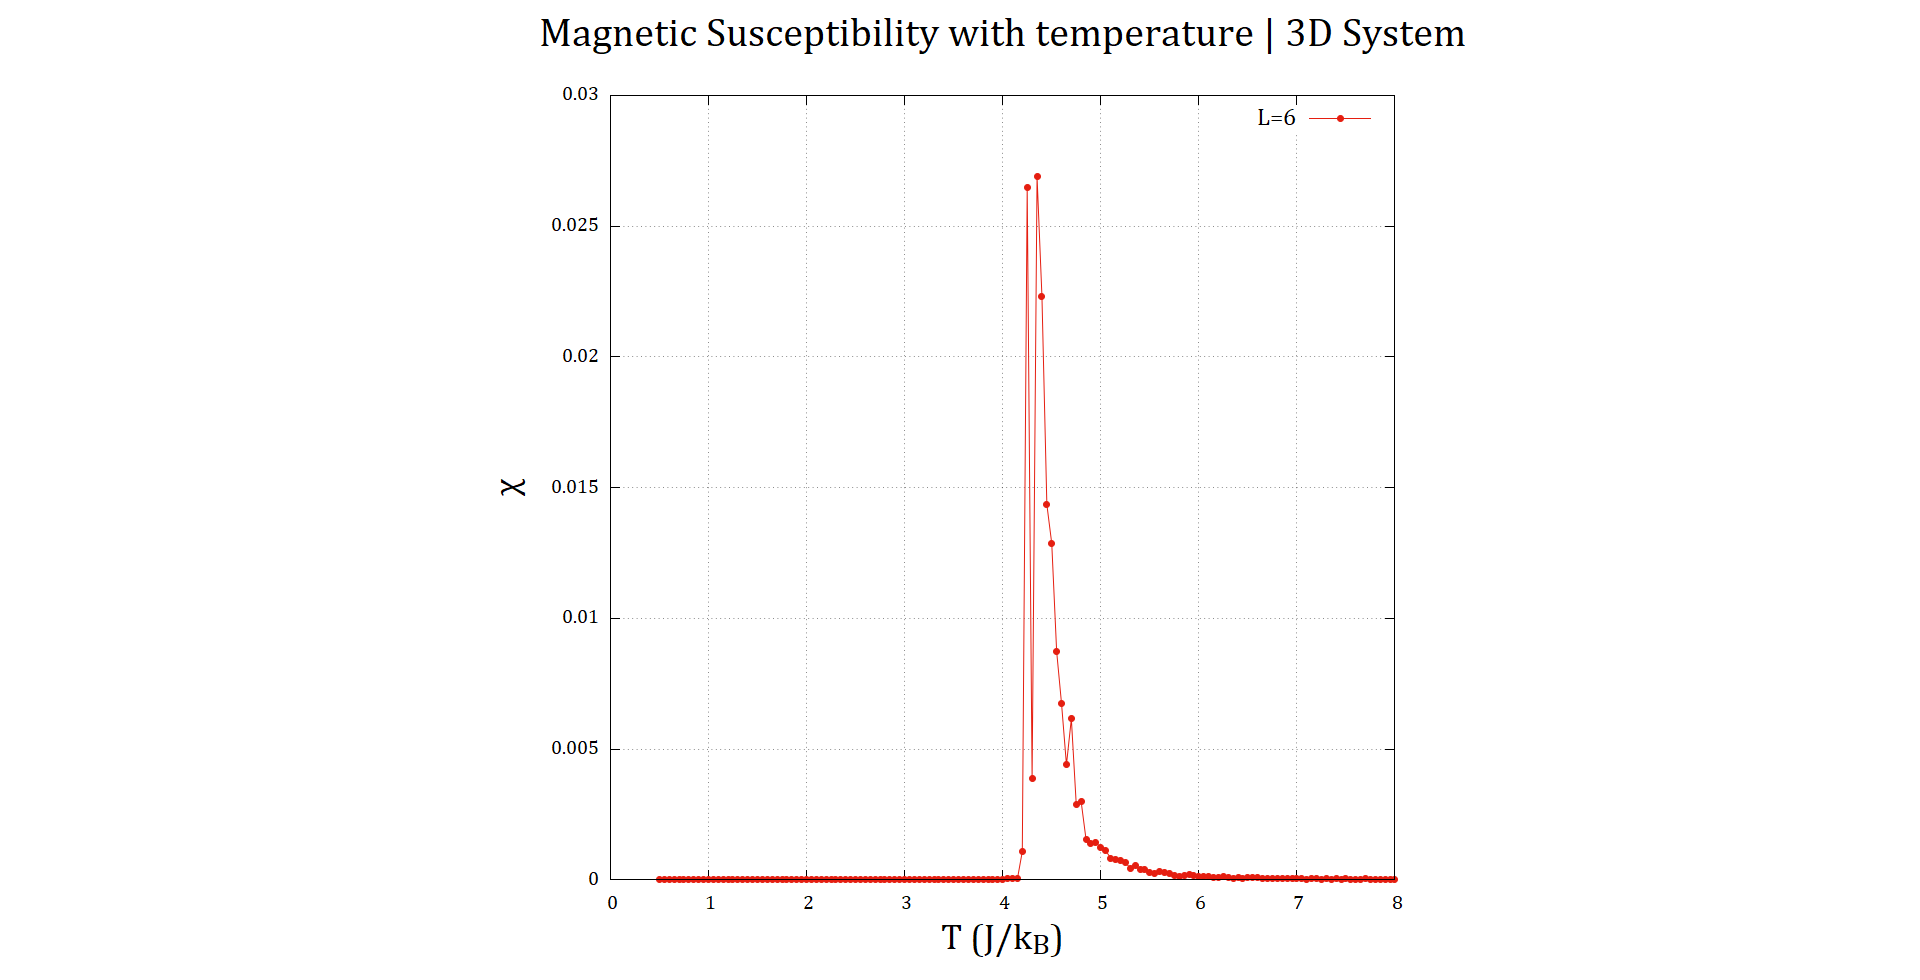 Magnetic Susceptibility with temperature | 3D System
0.03
0.025
0.02
0.015
0.01
0.005
0
χ
L=6
0 1 2 3 4 5 6 7 8
T (J/k_B)